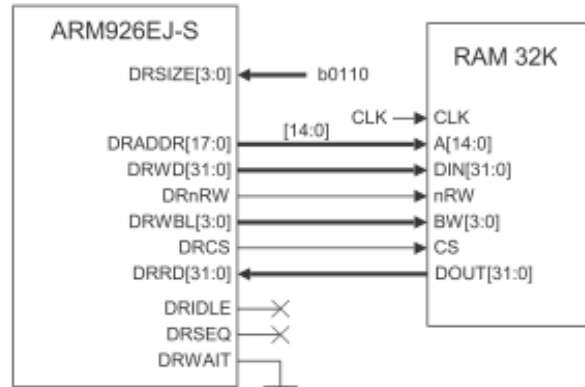 ARM926EJ-S
RAM 32K
DRSIZE[3:0] b0110
CLK CLK
DRADDR[17:0] [14:0] A[14:0]
DRWD[31:0] DIN[31:0]
DRnRW nRW
DRWBL[3:0] BW[3:0]
DRCS CS
DRRD[31:0] DOUT[31:0]
DRIDLE
DRSEQ
DRWAIT